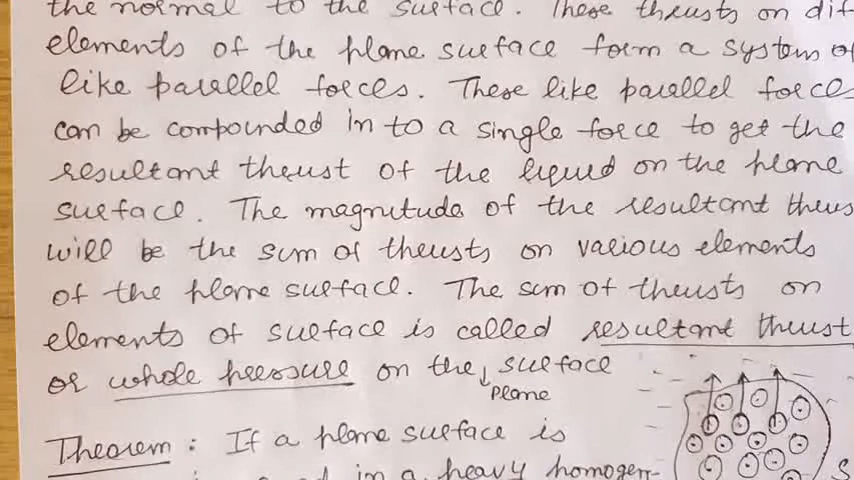 the normal to the surface. These thrusts on dif
elements of the plane surface form a system of
like parallel forces. These like parallel forces
can be compounded in to a single force to get the
resultant thrust of the liquid on the plane
surface. The magnitude of the resultant thrus
will be the sum of thrusts on various elements
of the plane surface. The sum of thrusts on
elements of surface is called resultant thrust
or whole pressure on the surface
plane
Theorem : If a plane surface is
in a heavy homogen-
S